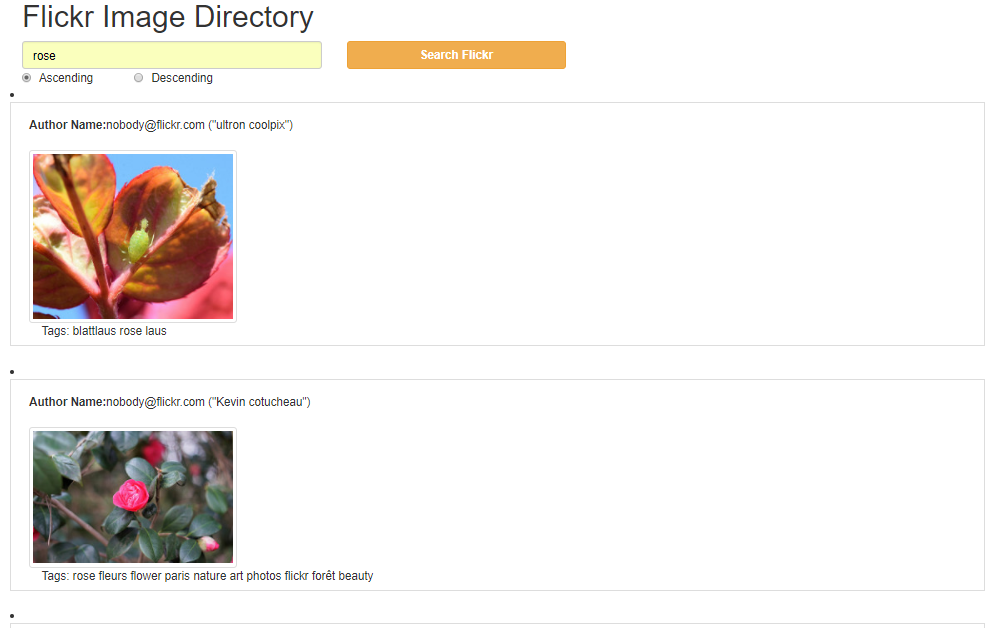 Flickr Image Directory
rose
Search Flickr
Ascending
Descending
Author Name:nobody@flickr.com ("ultron coolpix")
Tags: blattlaus rose laus
Author Name:nobody@flickr.com ("Kevin cotucheau")
Tags: rose fleurs flower paris nature art photos flickr forêt beauty